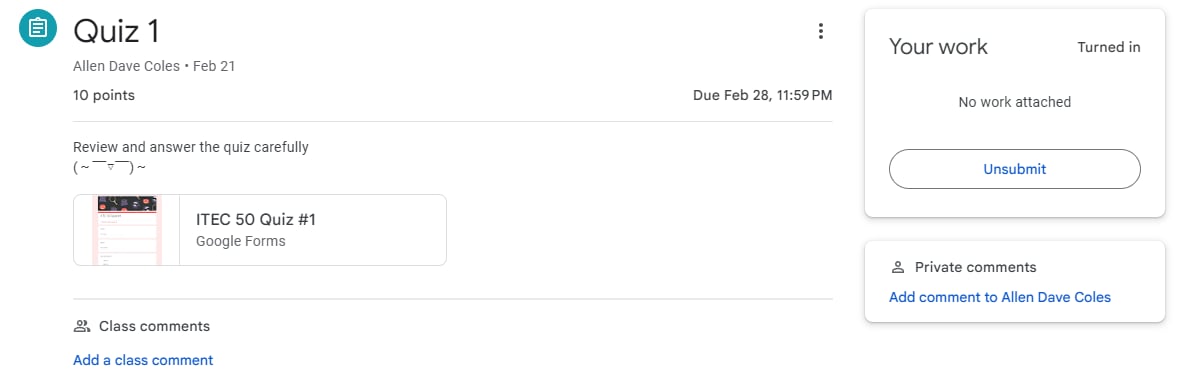 Quiz 1
Allen Dave Coles • Feb 21
10 points
Due Feb 28, 11:59 PM
Review and answer the quiz carefully
(～￣▽￣)～
ITEC 50 Quiz #1
Google Forms
Class comments
Add a class comment
Your work
Turned in
No work attached
Unsubmit
Private comments
Add comment to Allen Dave Coles